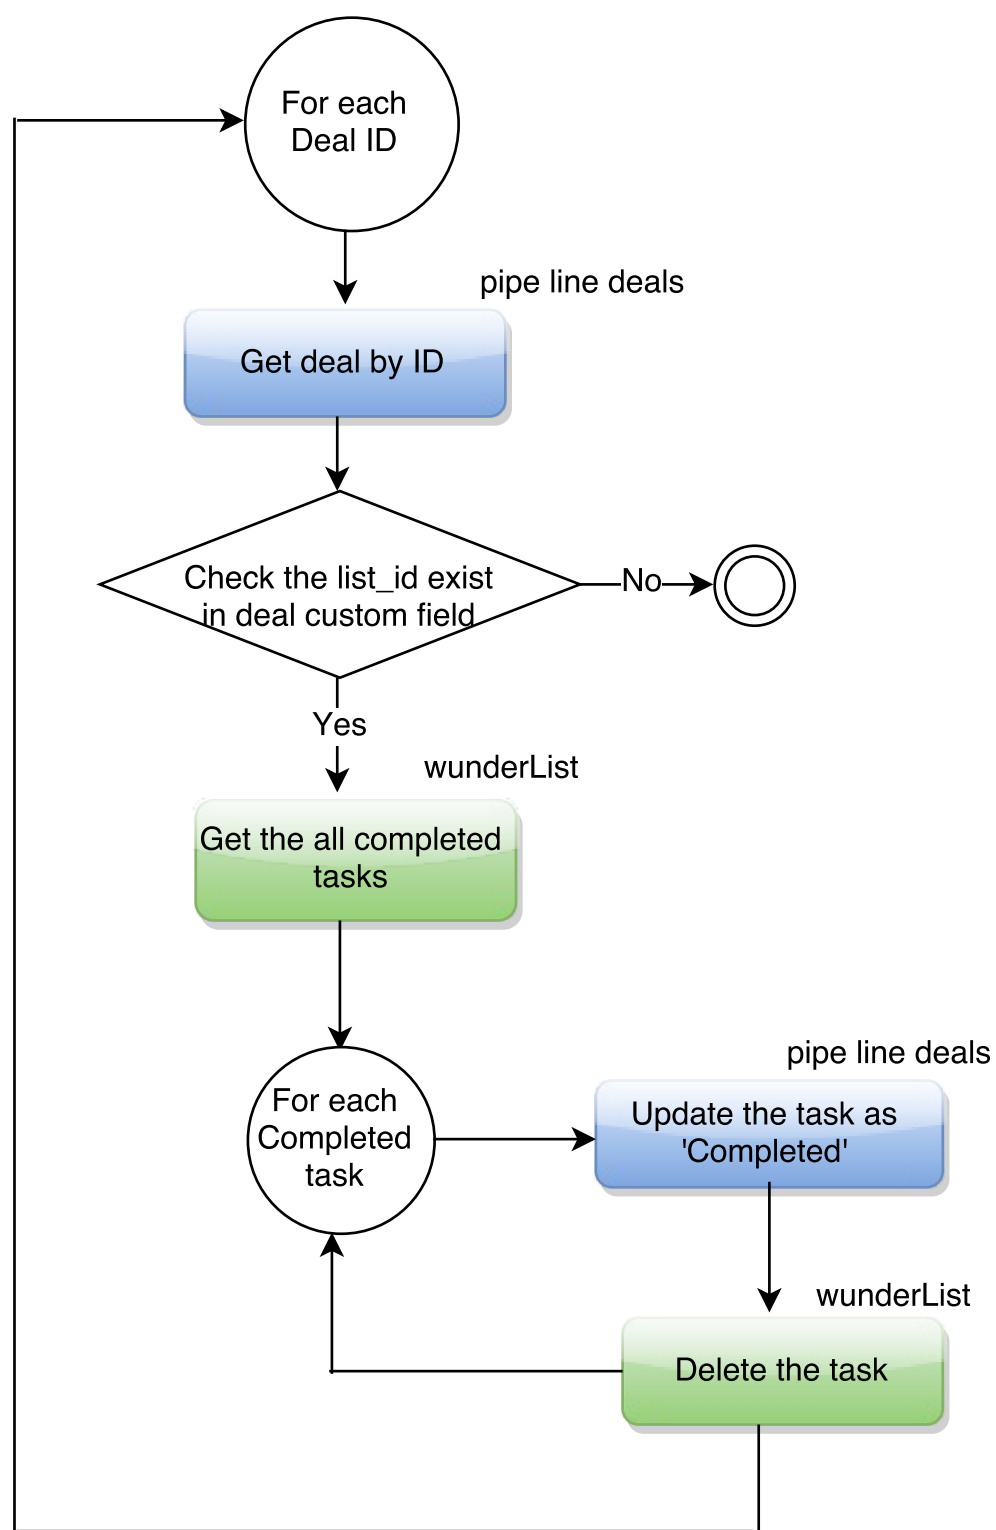 For each
Deal ID
pipe line deals
Get deal by ID
Check the list_id exist
in deal custom field
No
Yes
wunderList
Get the all completed
tasks
For each
Completed
task
pipe line deals
Update the task as
'Completed'
wunderList
Delete the task